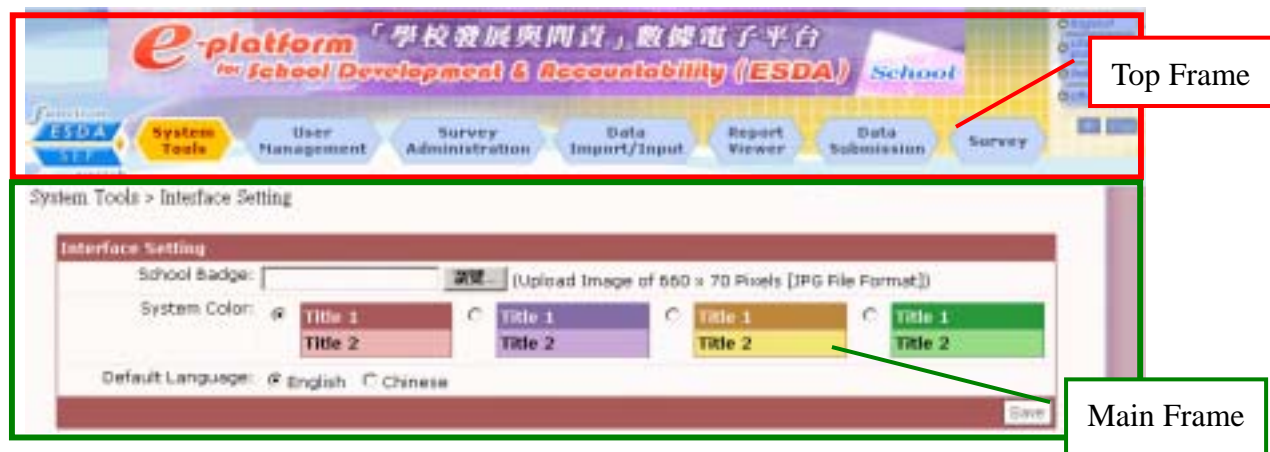 e-platform 「學校發展與問責」數據電子平台
for School Development & Accountability (ESDA)
School
Top Frame
function
ESDA
System Tools
User Management
Survey Administration
Data Import/Input
Report Viewer
Data Submission
Survey
System Tools > Interface Setting
Interface Setting
School Badge: 瀏覽... (Upload Image of 660 x 70 Pixels [JPG File Format])
System Color: Title 1 Title 1 Title 1 Title 1
Title 2 Title 2 Title 2 Title 2
Default Language: English Chinese
Save
Main Frame